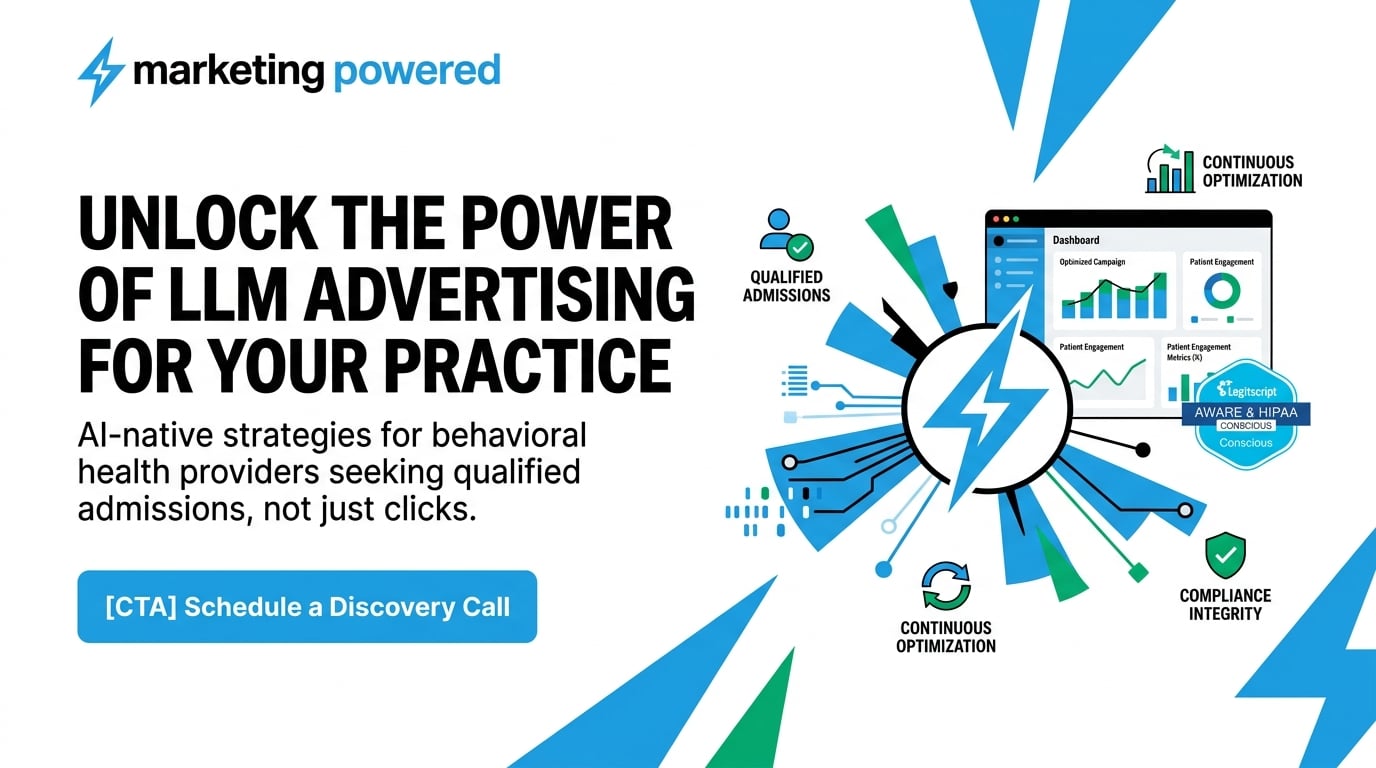 marketing powered
UNLOCK THE POWER
OF LLM ADVERTISING
FOR YOUR PRACTICE
AI-native strategies for behavioral
health providers seeking qualified
admissions, not just clicks.
[CTA] Schedule a Discovery Call
CONTINUOUS
OPTIMIZATION
QUALIFIED
ADMISSIONS
Dashboard
Optimized Campaign
Patient Engagement
Patient Engagement
Patient Engagement
Metrics (X)
Legitscript
AWARE & HIPAA
CONSCIOUS
Conscious
COMPLIANCE
INTEGRITY
CONTINUOUS
OPTIMIZATION